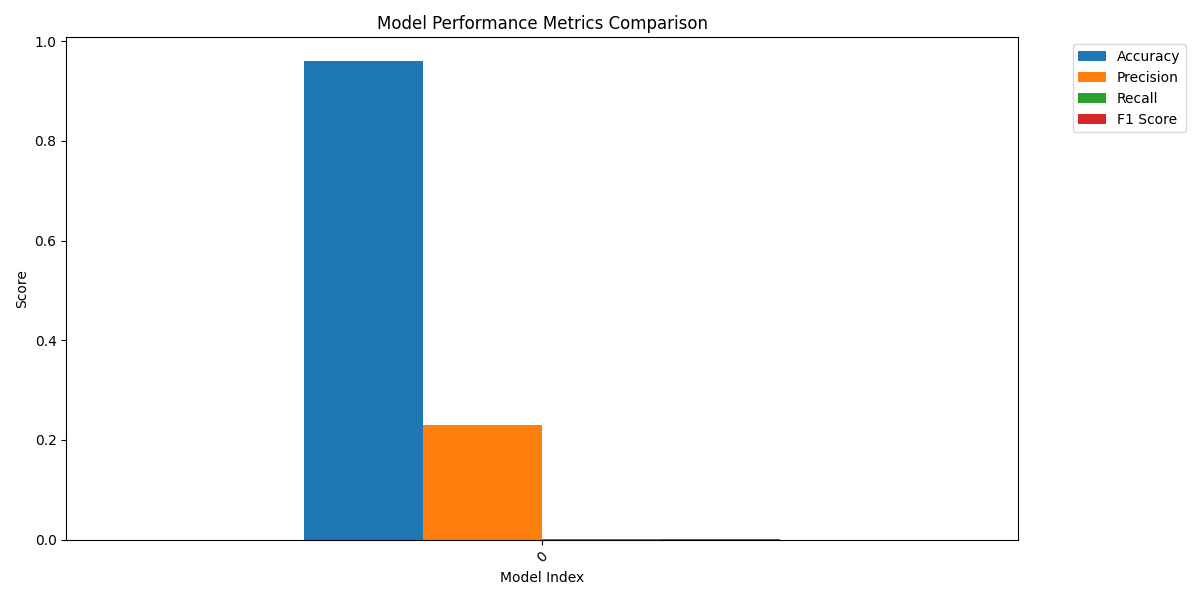 Model Performance Metrics Comparison
1.0
0.8
0.6
0.4
0.2
0.0
Score
0
Model Index
Accuracy
Precision
Recall
F1 Score